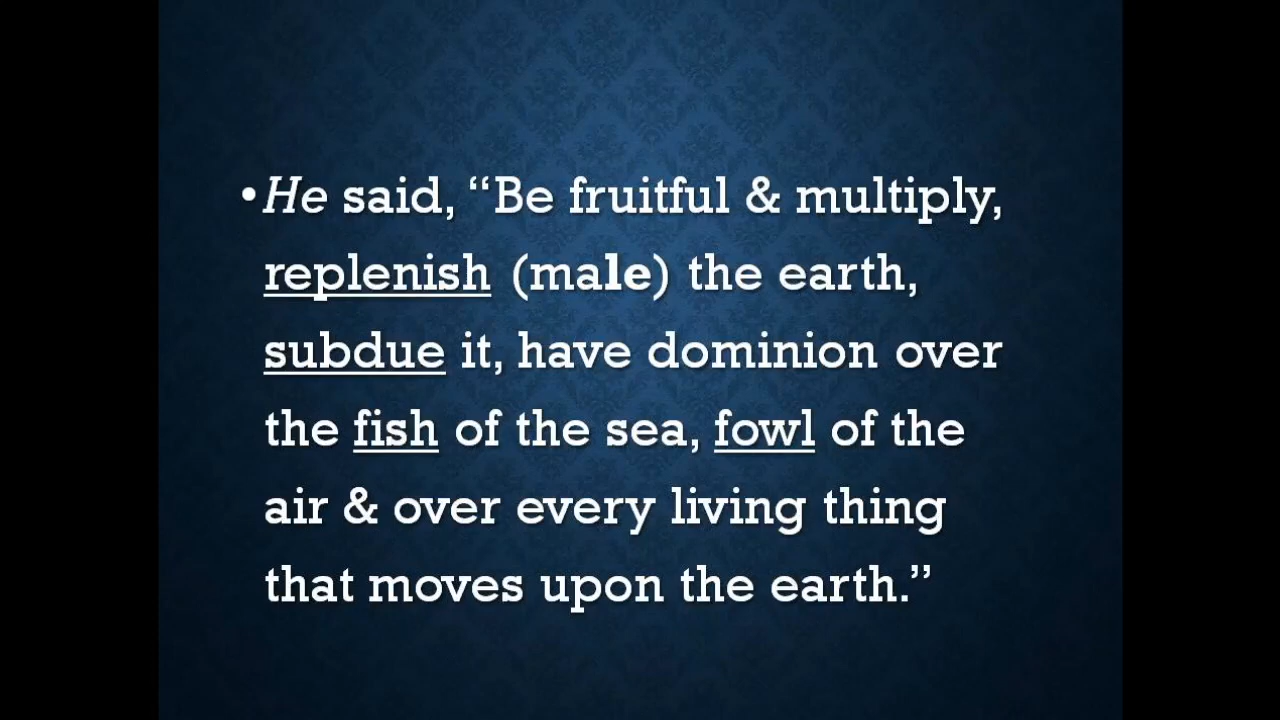 •He said, “Be fruitful & multiply,
replenish (male) the earth,
subdue it, have dominion over
the fish of the sea, fowl of the
air & over every living thing
that moves upon the earth.”